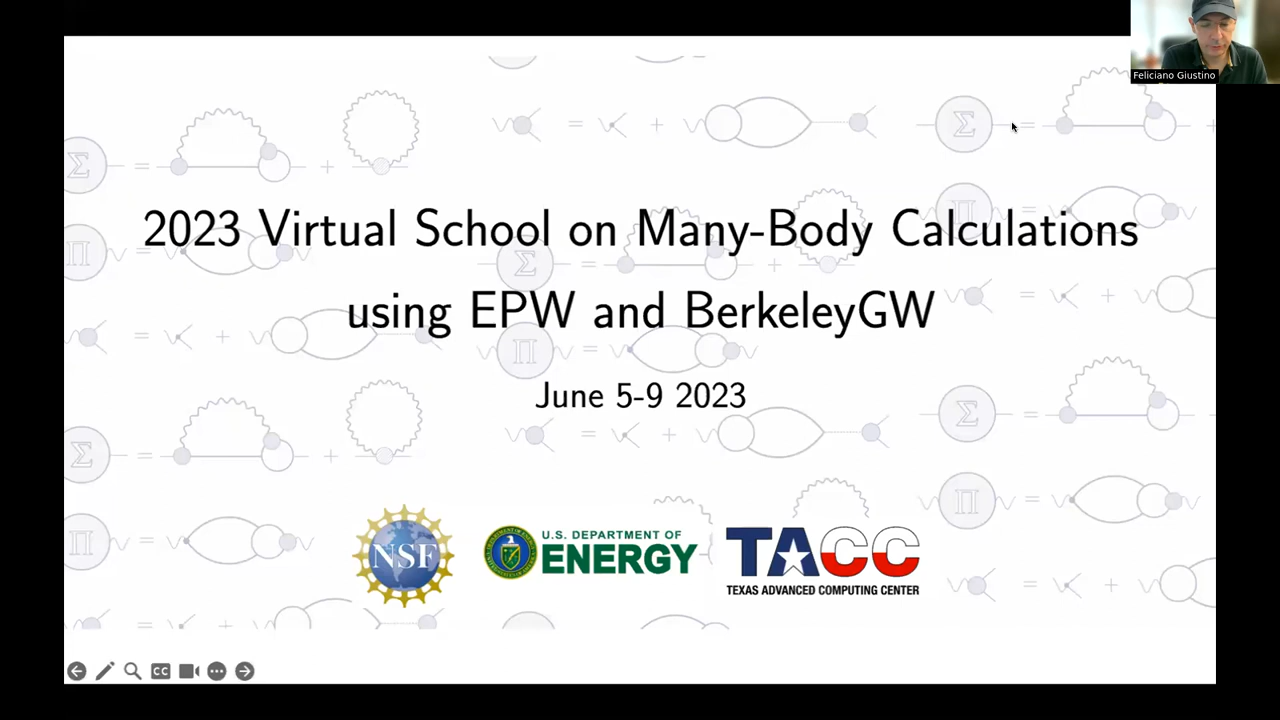 Feliciano Giustino
2023 Virtual School on Many-Body Calculations
using EPW and BerkeleyGW
June 5-9 2023
NSF
U.S. DEPARTMENT OF
ENERGY
TACC
TEXAS ADVANCED COMPUTING CENTER
CC